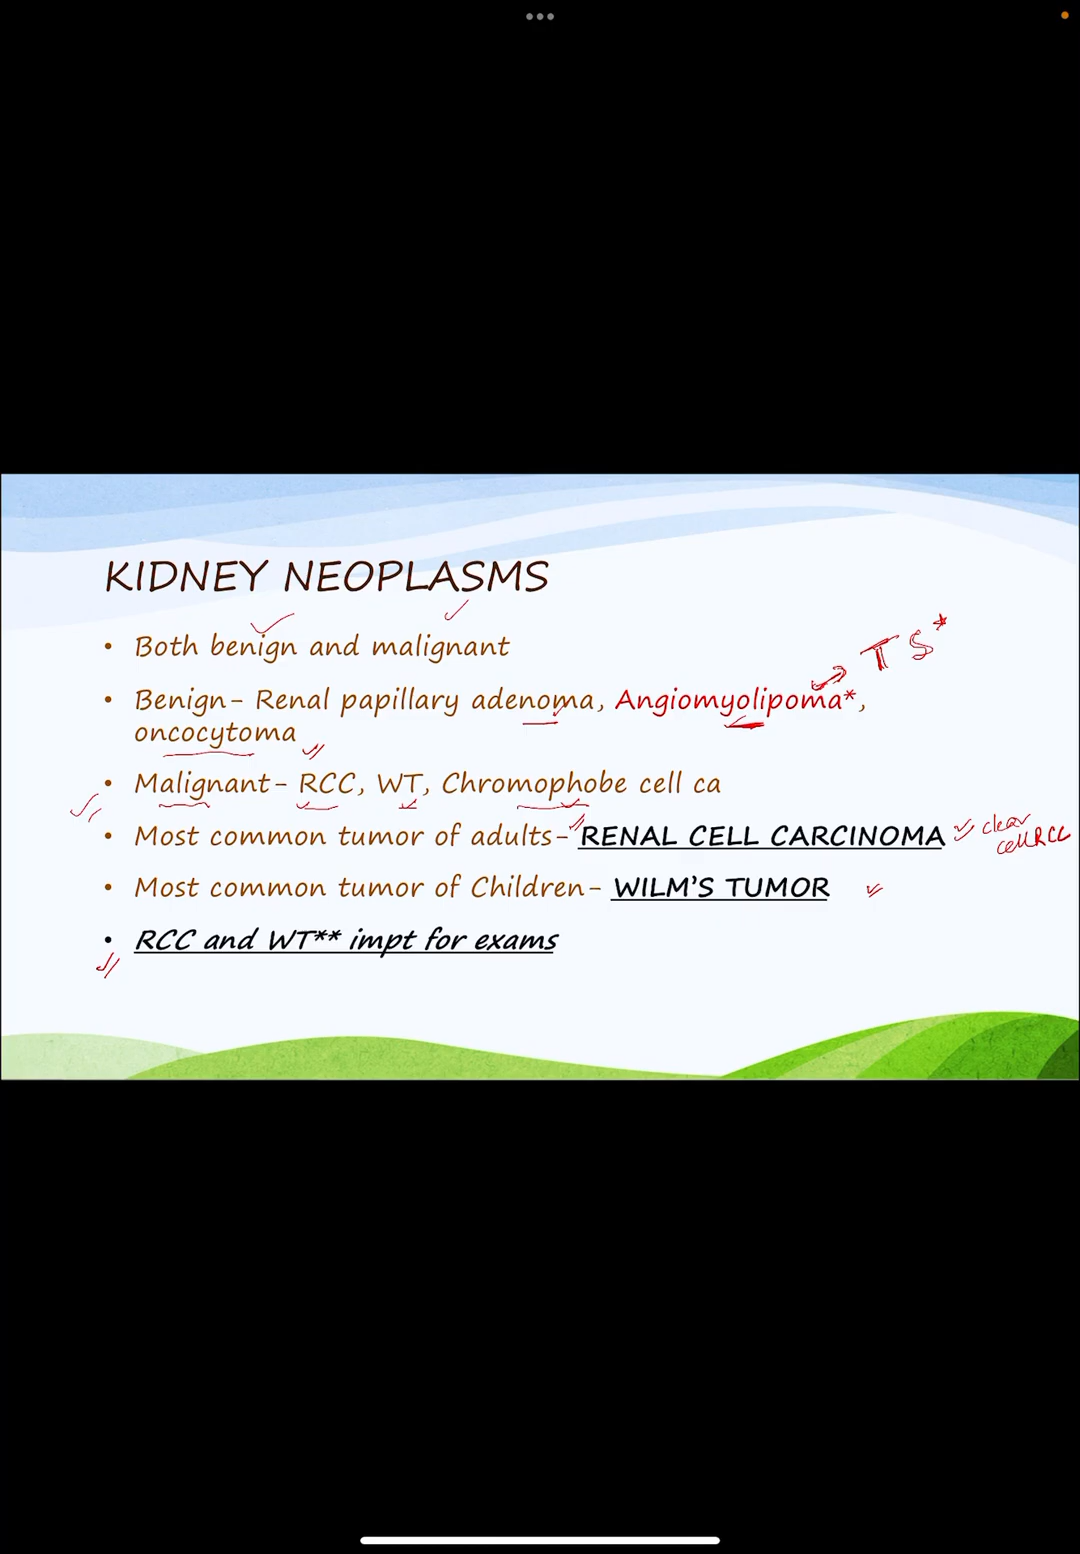 KIDNEY NEOPLASMS
• Both benign and malignant
TS*
• Benign- Renal papillary adenoma, Angiomyolipoma*,
oncocytoma
• Malignant- RCC, WT, Chromophobe cell ca
• Most common tumor of adults- RENAL CELL CARCINOMA clear
cell RCC
• Most common tumor of Children- WILM'S TUMOR
• RCC and WT** impt for exams